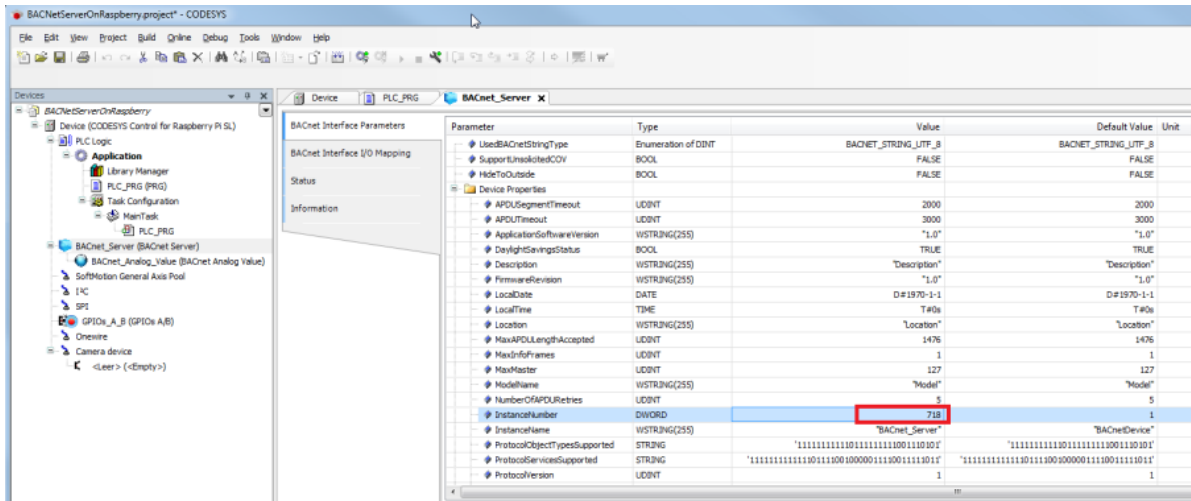 BACNetServerOnRaspberry.project* - CODESYS
File Edit View Project Build Online Debug Tools Window Help
Devices
BACNetServerOnRaspberry
Device (CODESYS Control for Raspberry Pi SL)
PLC Logic
Application
Library Manager
PLC_PRG (PRG)
Task Configuration
MainTask
PLC_PRG
BACnet_Server (BACnet Server)
BACnet_Analog_Value (BACnet Analog Value)
SoftMotion General Axis Pool
I²C
SPI
GPIOs_A_B (GPIOs A/B)
Onewire
Camera device
<Leer> (<Empty>)
Device PLC_PRG BACnet_Server
BACnet Interface Parameters
BACnet Interface I/O Mapping
Status
Information
Parameter Type Value Default Value Unit
UsedBACnetStringType Enumeration of DINT BACNET_STRING_UTF_8 BACNET_STRING_UTF_8
SupportUnsolicitedCOV BOOL FALSE FALSE
HideToOutside BOOL FALSE FALSE
Device Properties
APDUSegmentTimeout UDINT 2000 2000
APDUTimeout UDINT 3000 3000
ApplicationSoftwareVersion WSTRING(255) "1.0" "1.0"
DaylightSavingsStatus BOOL TRUE TRUE
Description WSTRING(255) "Description" "Description"
FirmwareRevision WSTRING(255) "1.0" "1.0"
LocalDate DATE D#1970-1-1 D#1970-1-1
LocalTime TIME T#0s T#0s
Location WSTRING(255) "Location" "Location"
MaxAPDULengthAccepted UDINT 1476 1476
MaxInfoFrames UDINT 1 1
MaxMaster UDINT 127 127
ModelName WSTRING(255) "Model" "Model"
NumberOfAPDURetries UDINT 5 5
InstanceNumber DWORD 718 1
InstanceName WSTRING(255) "BACnet_Server" "BACnetDevice"
ProtocolObjectTypesSupported STRING
ProtocolServicesSupported STRING
ProtocolVersion UDINT 1 1